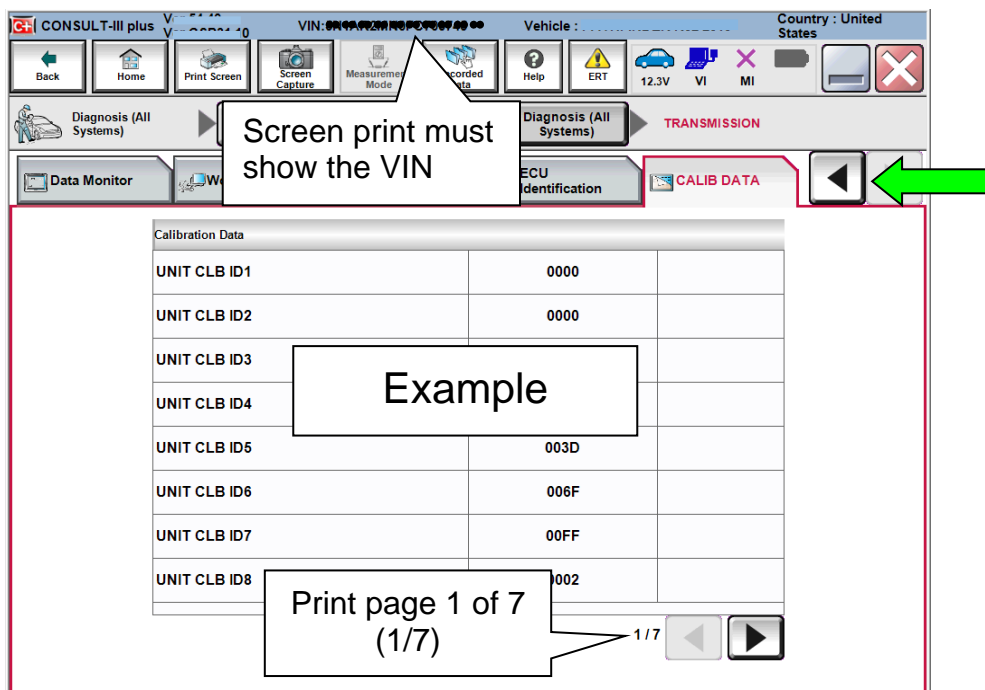 CONSULT-III plus
VIN:
Vehicle :
Country : United
States
Back
Home
Print Screen
Screen
Capture
Measurement
Mode
Help
ERT
12.3V
VI
MI
Diagnosis (All
Systems)
Diagnosis (All
Systems)
TRANSMISSION
Screen print must
show the VIN
Data Monitor
ECU
Identification
CALIB DATA
Calibration Data
UNIT CLB ID1 0000
UNIT CLB ID2 0000
UNIT CLB ID3
UNIT CLB ID4
Example
UNIT CLB ID5 003D
UNIT CLB ID6 006F
UNIT CLB ID7 00FF
UNIT CLB ID8 0002
Print page 1 of 7
(1/7)
1 / 7